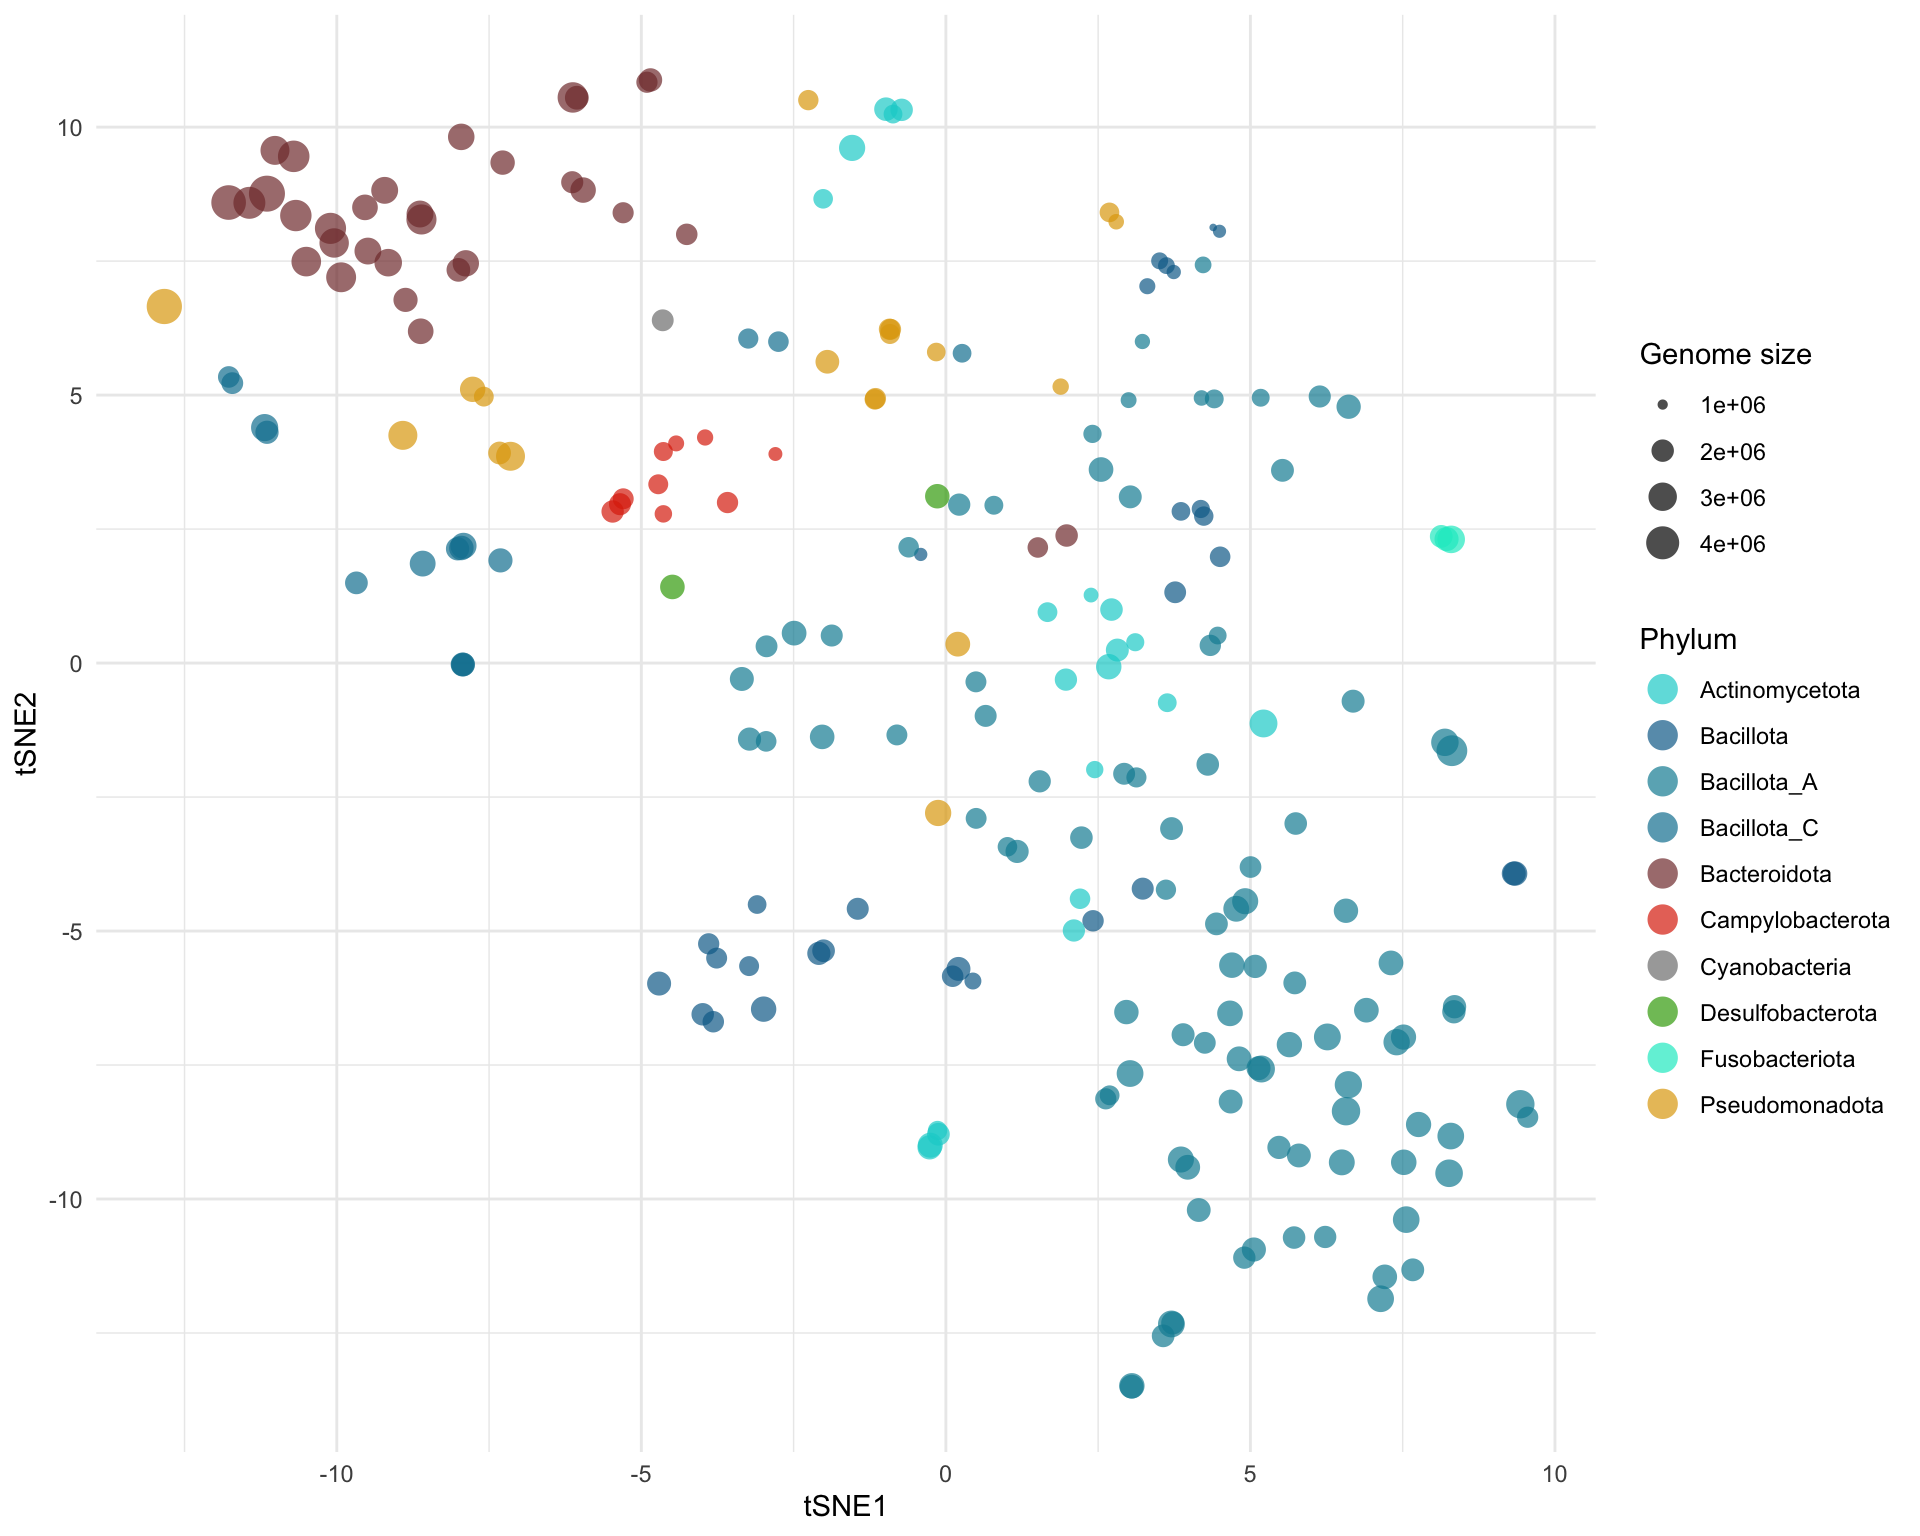 10
5
0
-5
-10
tSNE2
-10
-5
0
5
10
tSNE1
Genome size
1e+06
2e+06
3e+06
4e+06
Phylum
Actinomycetota
Bacillota
Bacillota_A
Bacillota_C
Bacteroidota
Campylobacterota
Cyanobacteria
Desulfobacterota
Fusobacteriota
Pseudomonadota